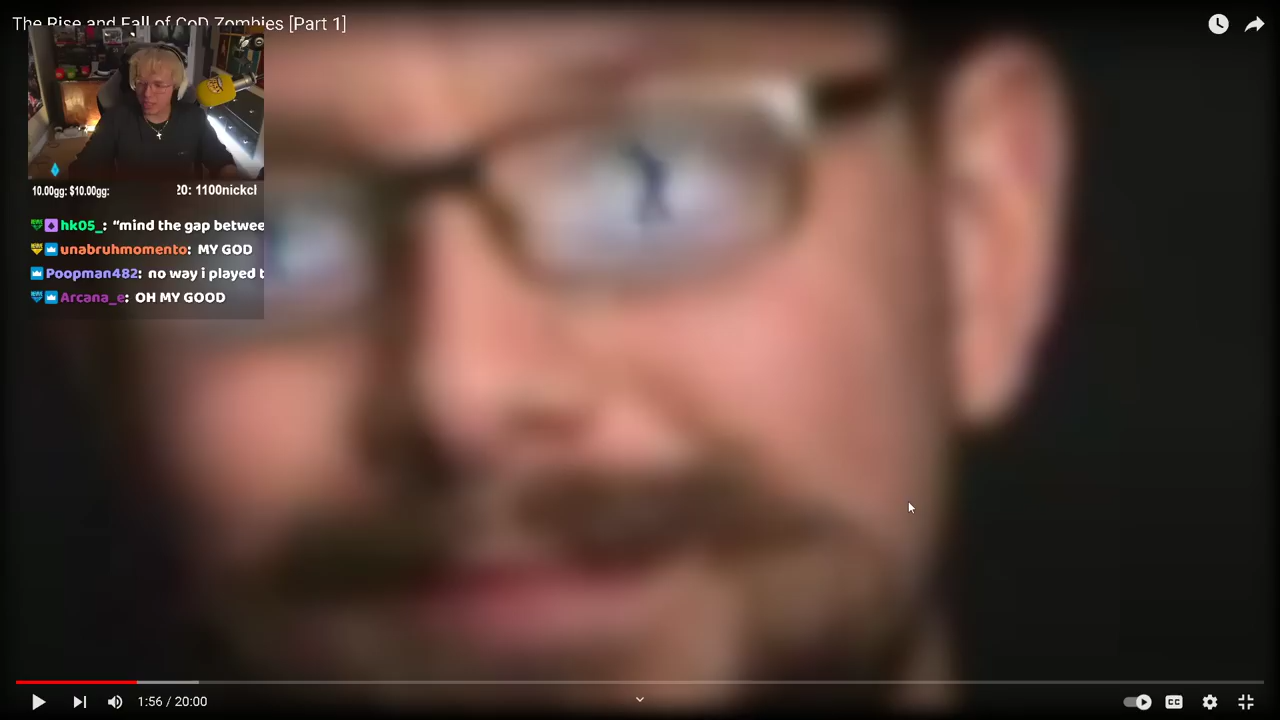 The Rise and Fall of CoD Zombies [Part 1]
10.00gg: $10.00gg:
20: 1100nickcl
hk05_: “mind the gap betwee
unabruhmomento: MY GOD
Poopman482: no way i played t
Arcana_e: OH MY GOOD
1:56 / 20:00
CC